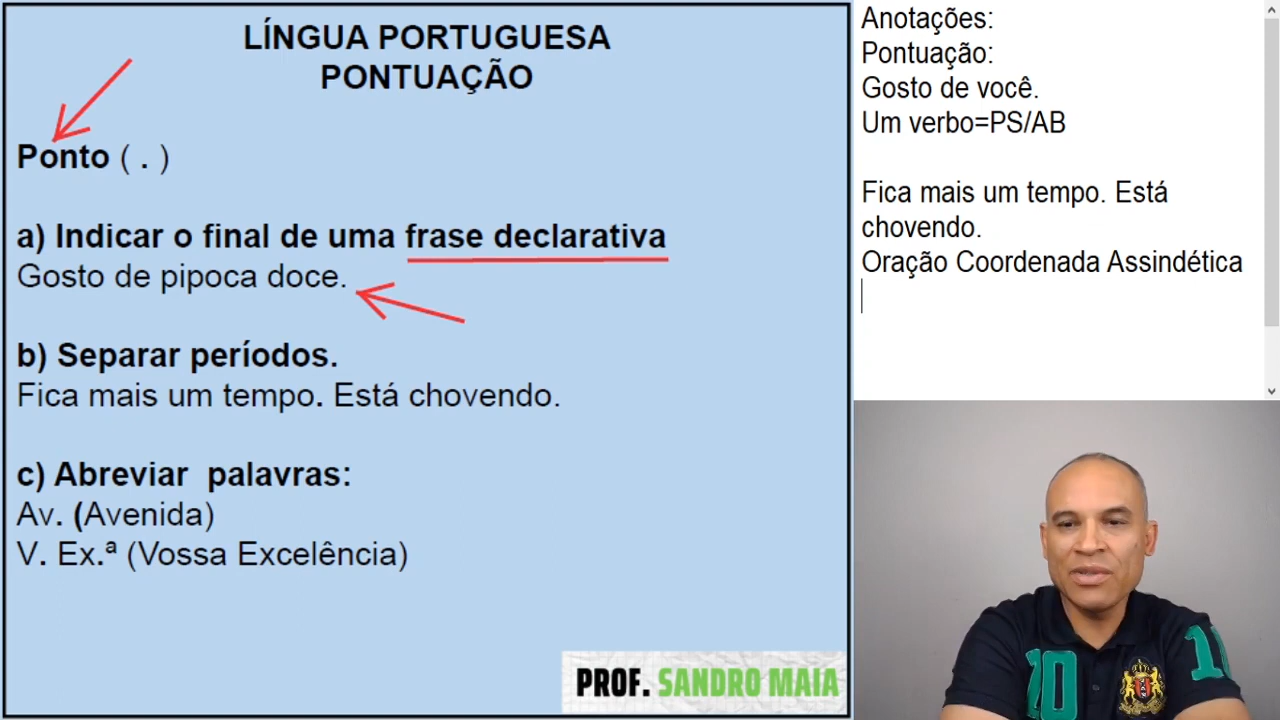 LÍNGUA PORTUGUESA
PONTUAÇÃO
Ponto ( . )
a) Indicar o final de uma frase declarativa
Gosto de pipoca doce.
b) Separar períodos.
Fica mais um tempo. Está chovendo.
c) Abreviar palavras:
Av. (Avenida)
V. Ex.ª (Vossa Excelência)
PROF. SANDRO MAIA
Anotações:
Pontuação:
Gosto de você.
Um verbo=PS/AB
Fica mais um tempo. Está
chovendo.
Oração Coordenada Assindética
10